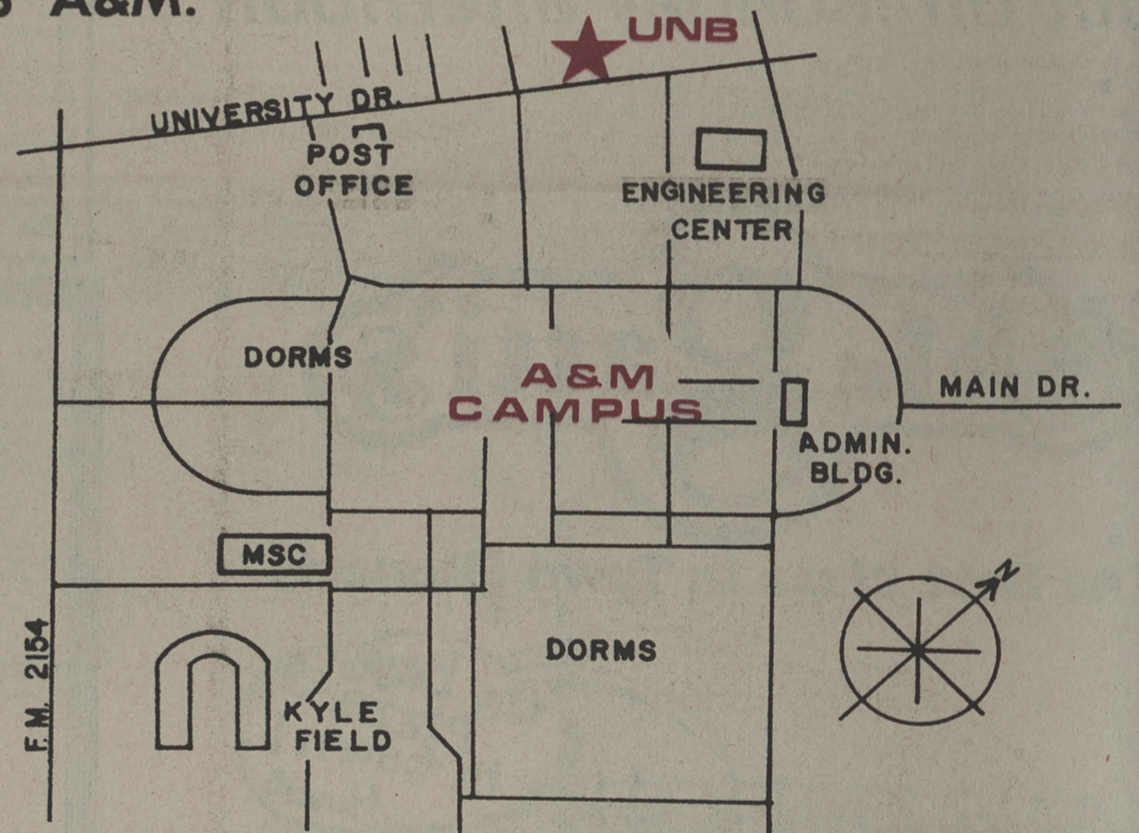 A&M.
UNB
UNIVERSITY DR.
POST
OFFICE
ENGINEERING
CENTER
DORMS
A&M
CAMPUS
MAIN DR.
ADMIN.
BLDG.
MSC
N
F.M. 2154
DORMS
KYLE
FIELD